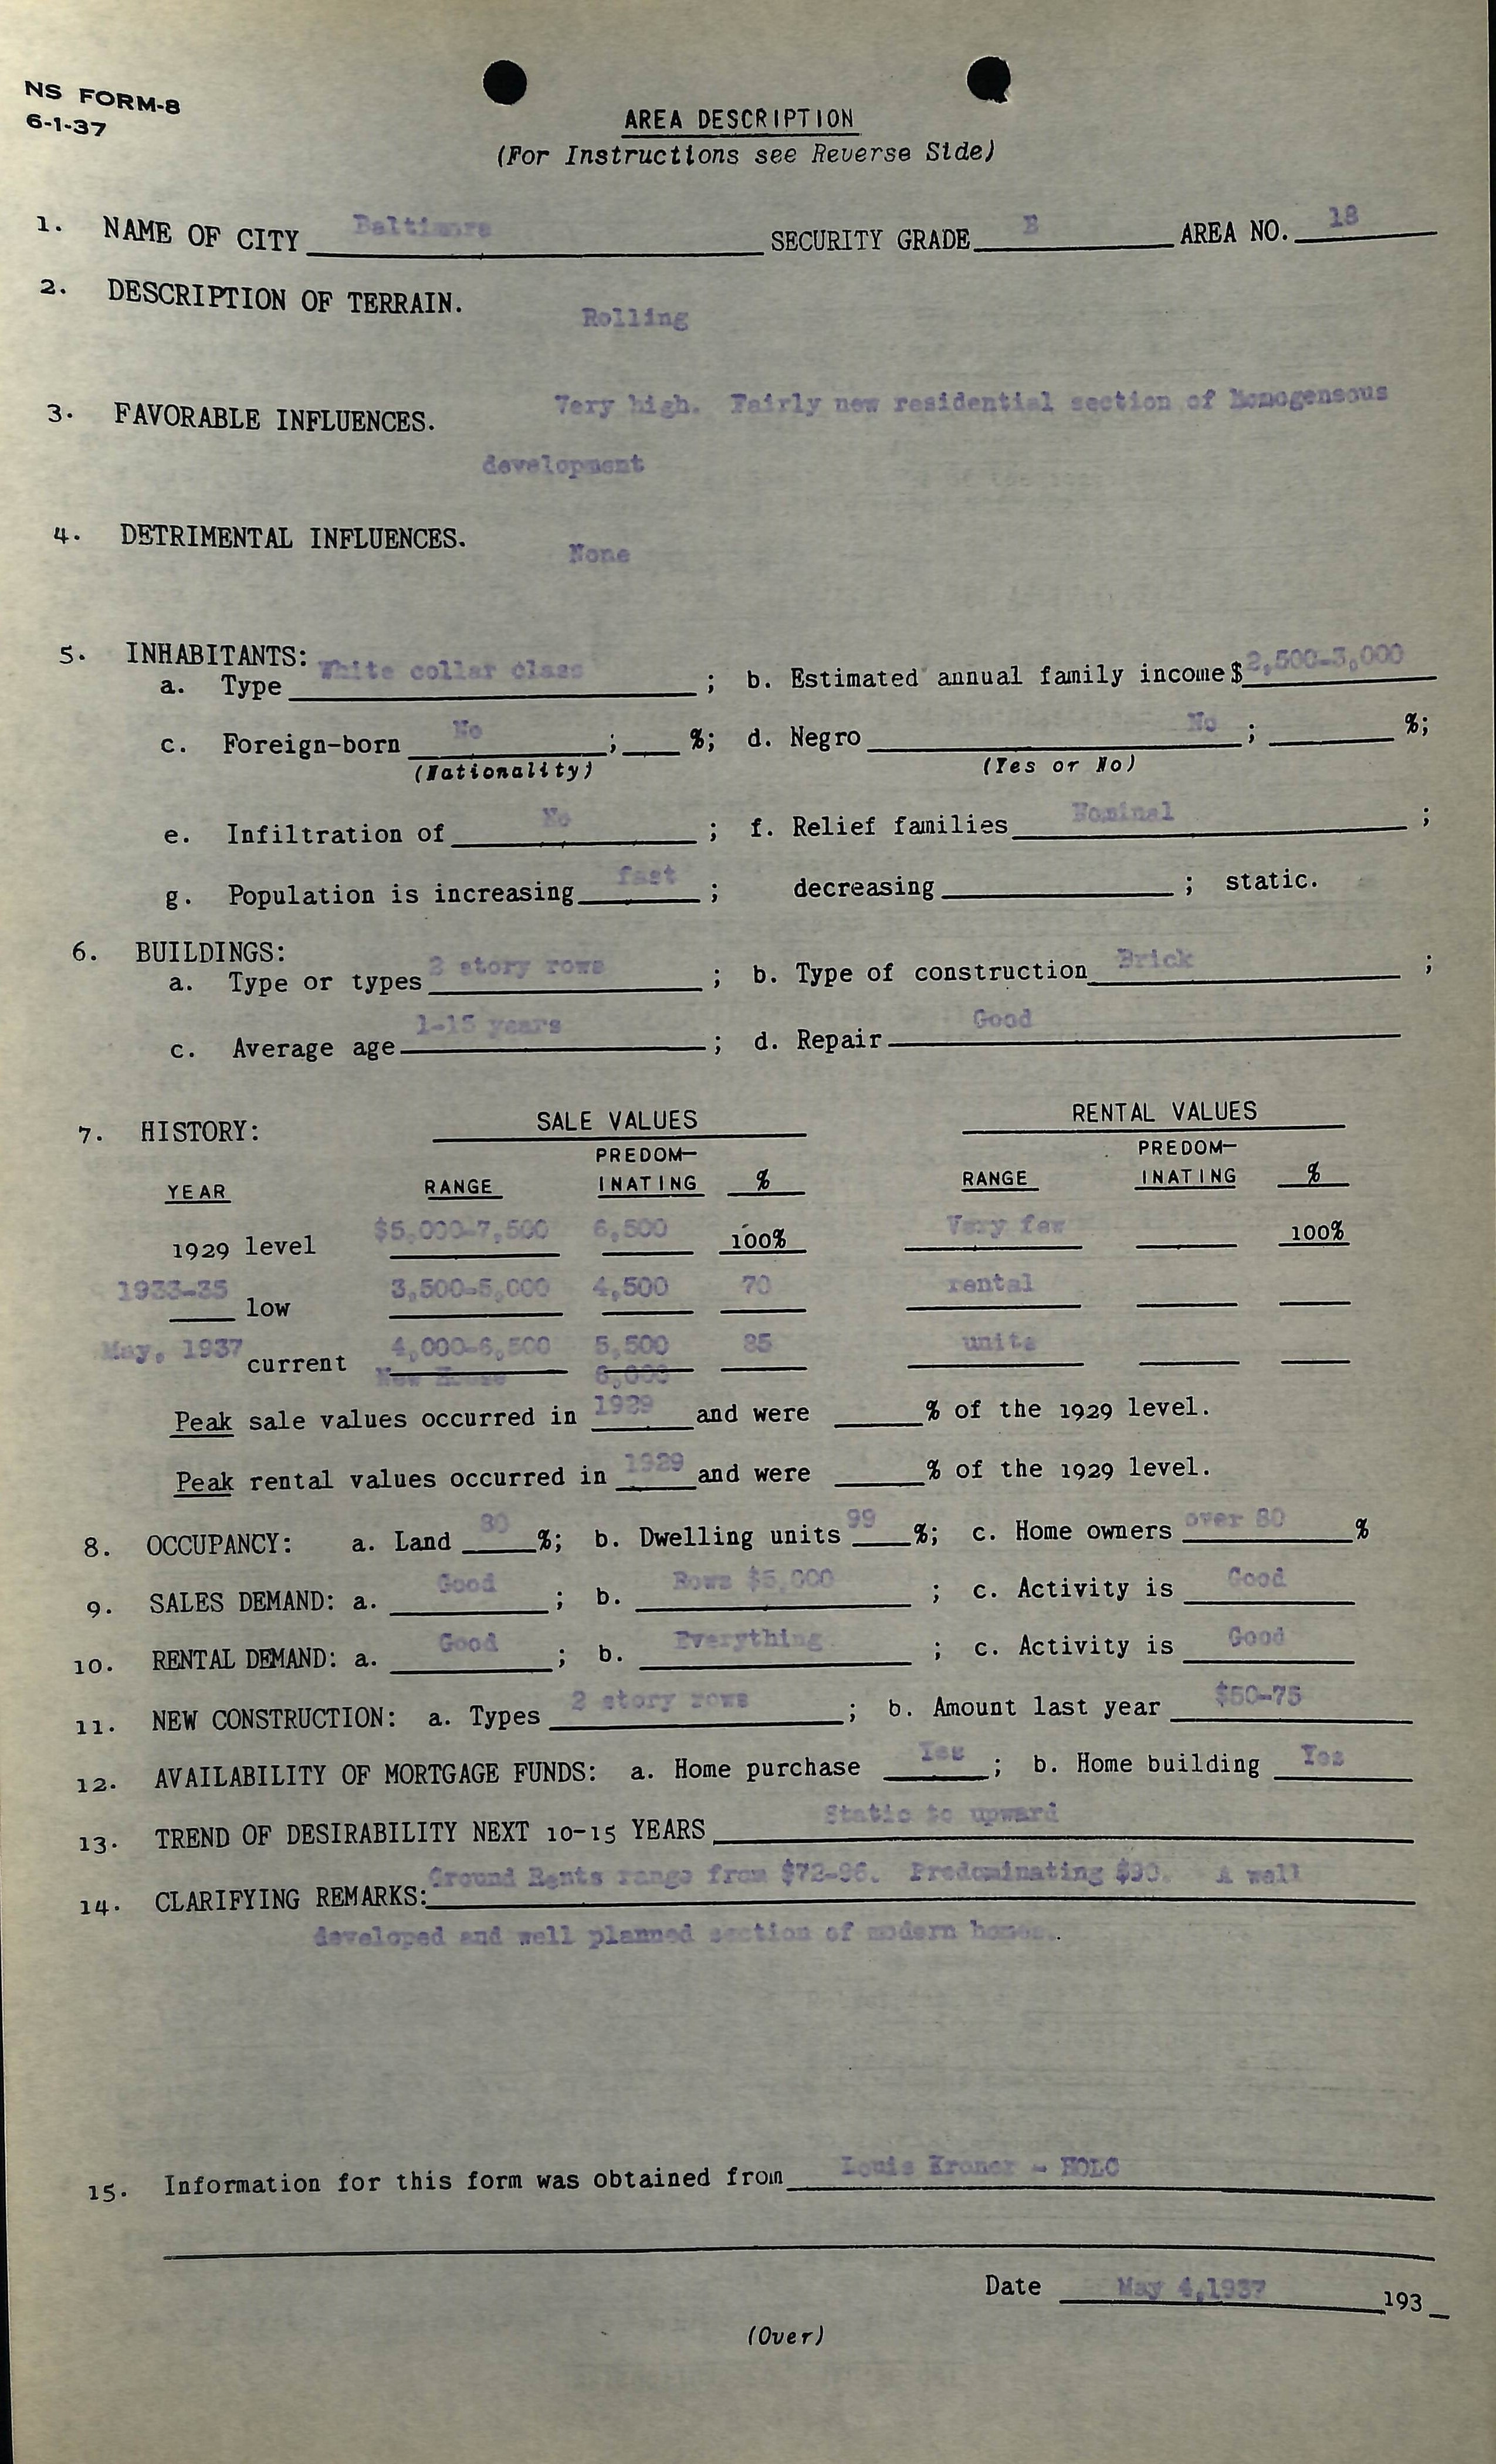 NS FORM-8
6-1-37
AREA DESCRIPTION
(For Instructions see Reverse Side)
1. NAME OF CITY Baltimore SECURITY GRADE B AREA NO. 18
2. DESCRIPTION OF TERRAIN. Rolling
3. FAVORABLE INFLUENCES. Very high. Fairly new residential section of Homogeneous
development
4. DETRIMENTAL INFLUENCES. None
5. INHABITANTS:
a. Type White collar class ; b. Estimated annual family income $ 2,500-3,000
c. Foreign-born No ; %; d. Negro No ; %;
(Nationality) (Yes or No)
e. Infiltration of No ; f. Relief families Nominal ;
g. Population is increasing fast ; decreasing ; static.
6. BUILDINGS:
a. Type or types 2 story rows ; b. Type of construction Brick ;
c. Average age 1-15 years ; d. Repair Good
7. HISTORY: SALE VALUES RENTAL VALUES
PREDOM- PREDOM-
YEAR RANGE INATING % RANGE INATING %
1929 level $5,000-7,500 6,500 100% Very few 100%
1933-35 low 3,500-5,000 4,500 70 rental
May, 1937 current 4,000-6,500 5,500 85 units
New House 6,000
Peak sale values occurred in 1929 and were % of the 1929 level.
Peak rental values occurred in 1929 and were % of the 1929 level.
8. OCCUPANCY: a. Land 80 %; b. Dwelling units 99 %; c. Home owners over 80 %
9. SALES DEMAND: a. Good ; b. Rows $5,000 ; c. Activity is Good
10. RENTAL DEMAND: a. Good ; b. Everything ; c. Activity is Good
11. NEW CONSTRUCTION: a. Types 2 story rows ; b. Amount last year $50-75
12. AVAILABILITY OF MORTGAGE FUNDS: a. Home purchase Yes ; b. Home building Yes
13. TREND OF DESIRABILITY NEXT 10-15 YEARS Static to upward
14. CLARIFYING REMARKS: Ground Rents range from $72-96. Predominating $90. A well
developed and well planned section of modern homes.
15. Information for this form was obtained from Louis Kroner - HOLC
Date May 4,1937 193_
(Over)